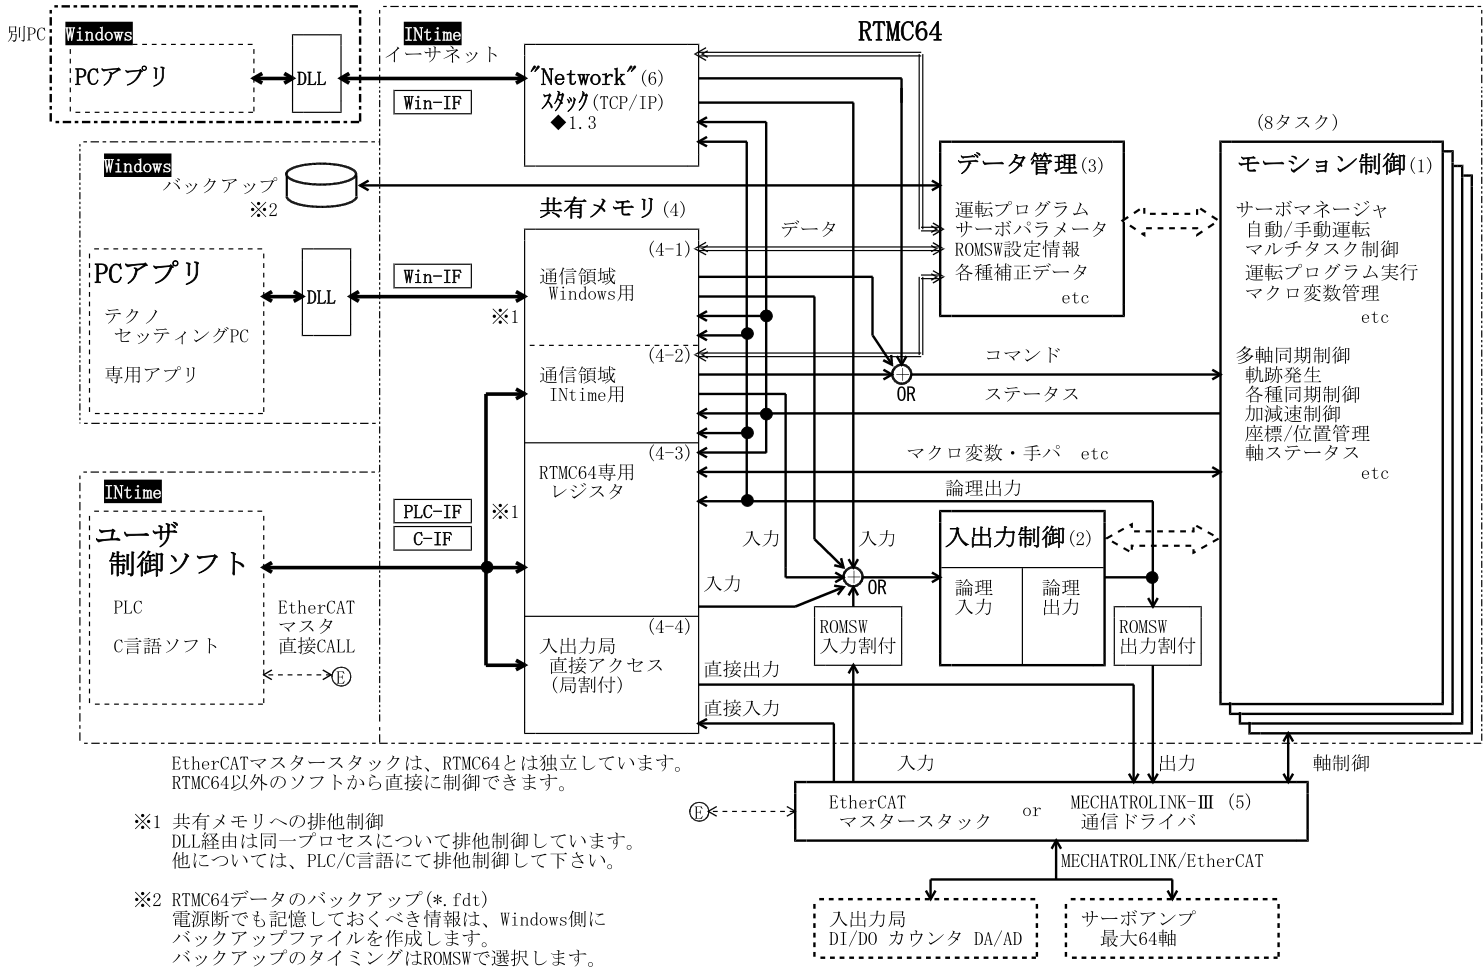 別PC
Windows
PCアプリ
DLL
INtime
イーサネット
Win-IF
RTMC64
"Network"(6)
スタック(TCP/IP)
◆1.3
(8タスク)
Windows
バックアップ
※2
共有メモリ(4)
データ
データ管理(3)
運転プログラム
サーボパラメータ
ROMSW設定情報
各種補正データ
etc
モーション制御(1)
サーボマネージャ
自動/手動運転
マルチタスク制御
運転プログラム実行
マクロ変数管理
etc
多軸同期制御
軌跡発生
各種同期制御
加減速制御
座標/位置管理
軸ステータス
etc
PCアプリ
テクノ
セッティングPC
専用アプリ
DLL
Win-IF
※1
(4-1)
通信領域
Windows用
(4-2)
通信領域
INtime用
(4-3)
RTMC64専用
レジスタ
(4-4)
入出力局
直接アクセス
(局割付)
コマンド
OR
ステータス
マクロ変数・手パ etc
論理出力
INtime
ユーザ
制御ソフト
PLC
C言語ソフト
EtherCAT
マスタ
直接CALL
E
PLC-IF
C-IF
※1
入力
入力
入力
OR
入出力制御(2)
論理
入力
論理
出力
ROMSW
入力割付
ROMSW
出力割付
直接出力
直接入力
入力
出力
軸制御
EtherCATマスタースタックは、RTMC64とは独立しています。
RTMC64以外のソフトから直接に制御できます。
E
EtherCAT
マスタースタック
or
MECHATROLINK-Ⅲ (5)
通信ドライバ
MECHATROLINK/EtherCAT
※1 共有メモリへの排他制御
DLL経由は同一プロセスについて排他制御しています。
他については、PLC/C言語にて排他制御して下さい。
※2 RTMC64データのバックアップ(*.fdt)
電源断でも記憶しておくべき情報は、Windows側に
バックアップファイルを作成します。
バックアップのタイミングはROMSWで選択します。
入出力局
DI/DO カウンタ DA/AD
サーボアンプ
最大64軸